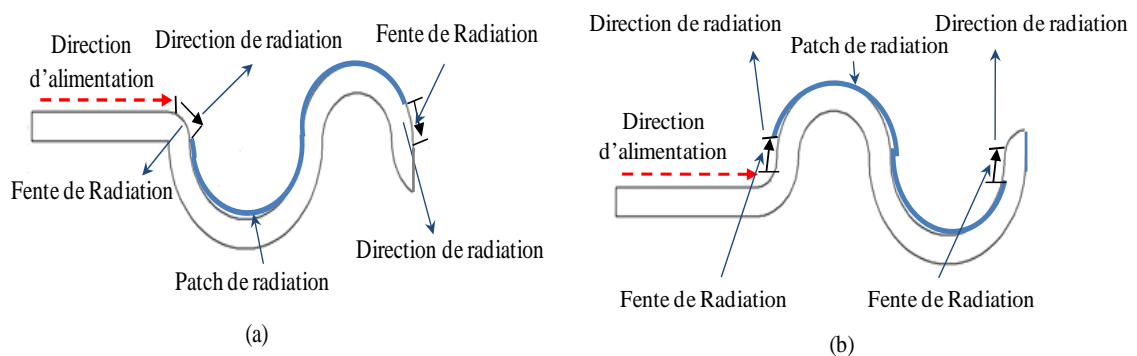 Direction
d'alimentation
Direction de radiation
Fente de Radiation
Fente de Radiation
Patch de radiation
Direction de radiation
(a)
Direction de radiation
Patch de radiation
Direction de radiation
Direction
d'alimentation
Fente de Radiation
Fente de Radiation
(b)